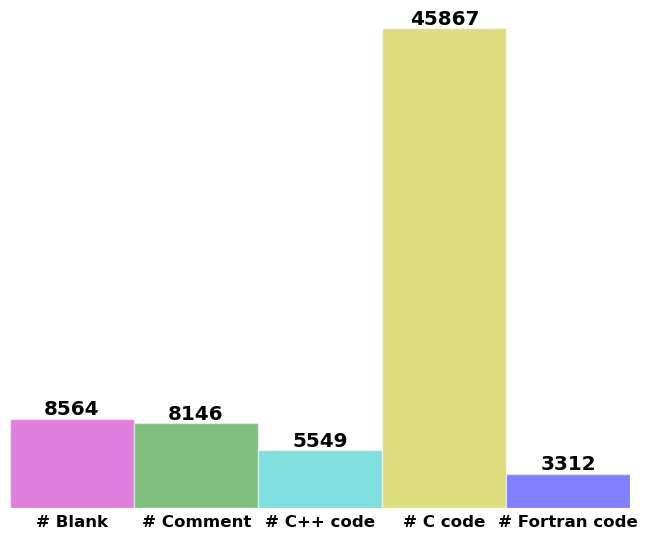 45867
8564
8146
5549
3312
# Blank
# Comment
# C++ code
# C code
# Fortran code